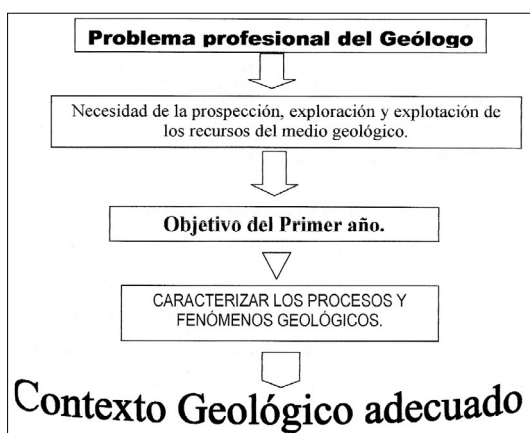 Problema profesional del Geólogo
Necesidad de la prospección, exploración y explotación de
los recursos del medio geológico.
Objetivo del Primer año.
CARACTERIZAR LOS PROCESOS Y
FENÓMENOS GEOLÓGICOS.
Contexto Geológico adecuado